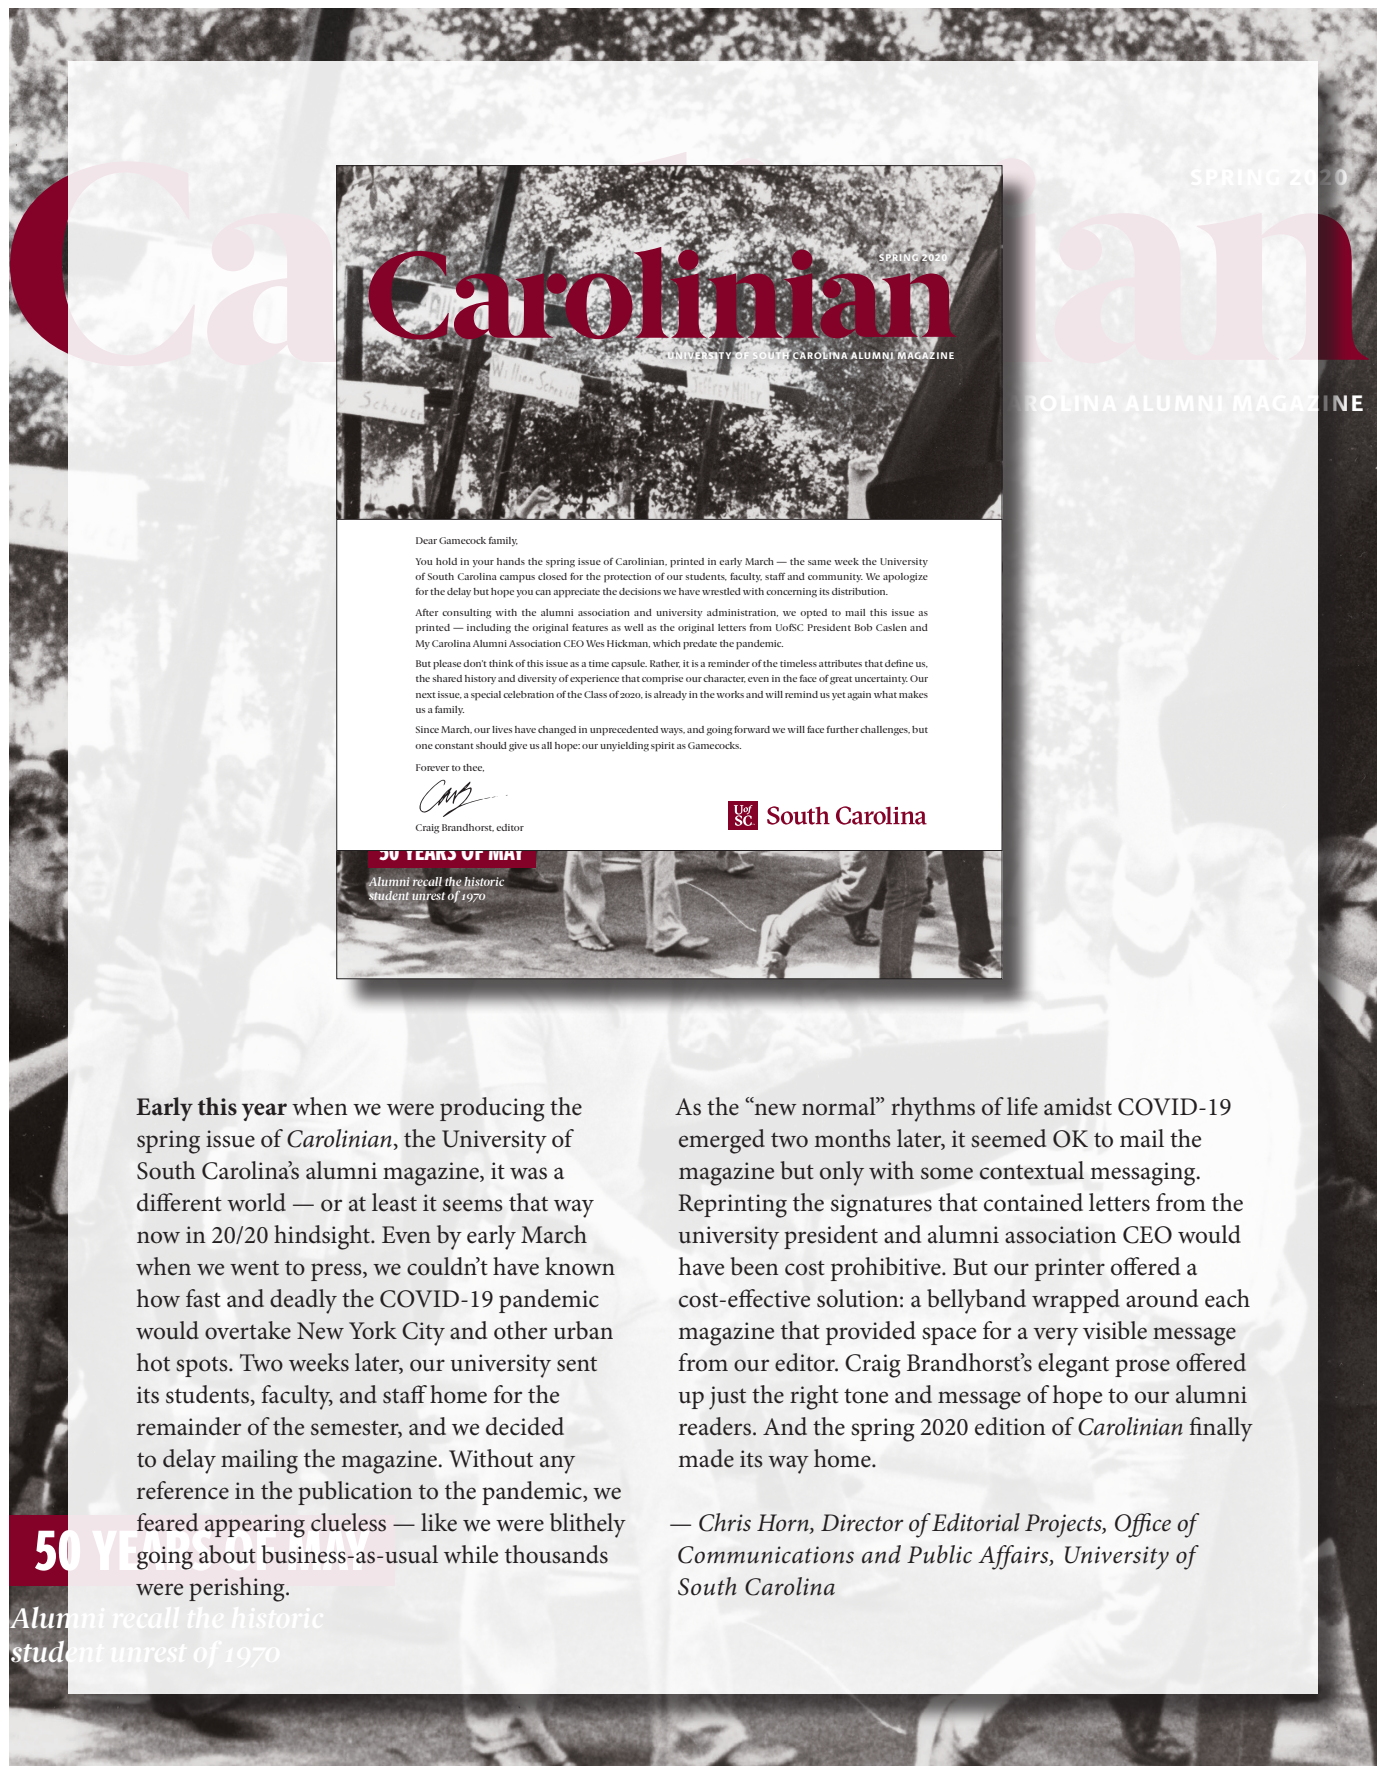 SPRING 2020
Carolinian
UNIVERSITY OF SOUTH CAROLINA ALUMNI MAGAZINE
Scheuer
William Schroeder
Jeffrey Miller
Dear Gamecock family,
You hold in your hands the spring issue of Carolinian, printed in early March — the same week the University
of South Carolina campus closed for the protection of our students, faculty, staff and community. We apologize
for the delay but hope you can appreciate the decisions we have wrestled with concerning its distribution.
After consulting with the alumni association and university administration, we opted to mail this issue as
printed — including the original features as well as the original letters from UofSC President Bob Caslen and
My Carolina Alumni Association CEO Wes Hickman, which predate the pandemic.
But please don't think of this issue as a time capsule. Rather, it is a reminder of the timeless attributes that define us,
the shared history and diversity of experience that comprise our character, even in the face of great uncertainty. Our
next issue, a special celebration of the Class of 2020, is already in the works and will remind us yet again what makes
us a family.
Since March, our lives have changed in unprecedented ways, and going forward we will face further challenges, but
one constant should give us all hope: our unyielding spirit as Gamecocks.
Forever to thee,
Craig Brandhorst, editor
UofSC South Carolina
50 YEARS OF MAY
Alumni recall the historic
student unrest of 1970
SPRING 2020
Ca ian
AROLINA ALUMNI MAGAZINE
Early this year when we were producing the
spring issue of Carolinian, the University of
South Carolina’s alumni magazine, it was a
different world — or at least it seems that way
now in 20/20 hindsight. Even by early March
when we went to press, we couldn’t have known
how fast and deadly the COVID-19 pandemic
would overtake New York City and other urban
hot spots. Two weeks later, our university sent
its students, faculty, and staff home for the
remainder of the semester, and we decided
to delay mailing the magazine. Without any
reference in the publication to the pandemic, we
feared appearing clueless — like we were blithely
going about business-as-usual while thousands
were perishing.
As the “new normal” rhythms of life amidst COVID-19
emerged two months later, it seemed OK to mail the
magazine but only with some contextual messaging.
Reprinting the signatures that contained letters from the
university president and alumni association CEO would
have been cost prohibitive. But our printer offered a
cost-effective solution: a bellyband wrapped around each
magazine that provided space for a very visible message
from our editor. Craig Brandhorst’s elegant prose offered
up just the right tone and message of hope to our alumni
readers. And the spring 2020 edition of Carolinian finally
made its way home.
— Chris Horn, Director of Editorial Projects, Office of
Communications and Public Affairs, University of
South Carolina
50 YEARS OF MAY
Alumni recall the historic
student unrest of 1970